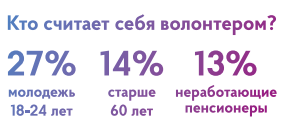 Кто считает себя волонтером?
27% 14% 13%
молодежь старше неработающие
18-24 лет 60 лет пенсионеры